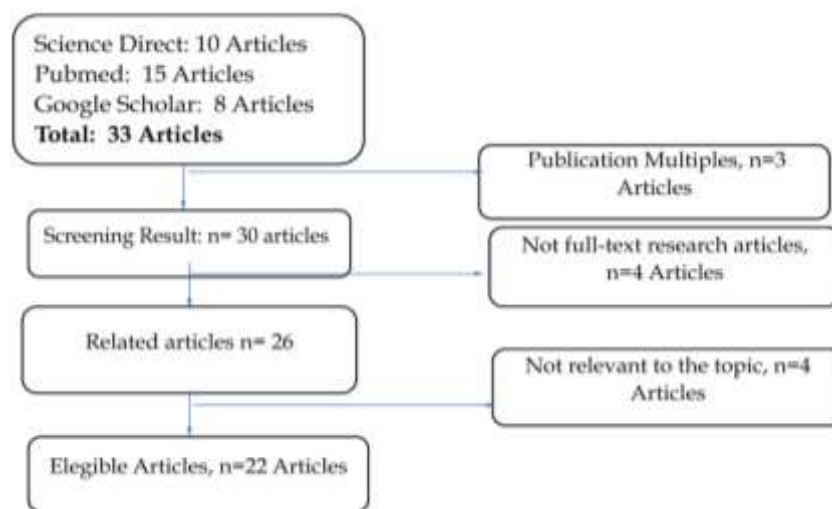 Science Direct: 10 Articles
Pubmed: 15 Articles
Google Scholar: 8 Articles
Total: 33 Articles
Publication Multiples, n=3
Articles
Screening Result: n= 30 articles
Not full-text research articles,
n=4 Articles
Related articles n= 26
Not relevant to the topic, n=4
Articles
Elegible Articles, n=22 Articles